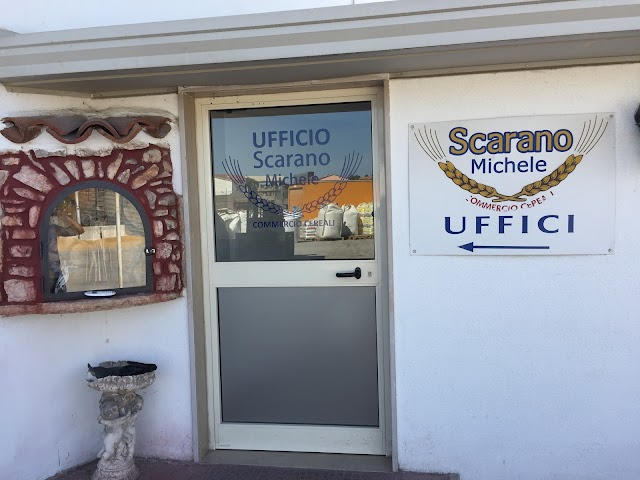 UFFICIO
Scarano
Michele
COMMERCIO CEREALI
Scarano
Michele
COMMERCIO CEREALI
UFFICI